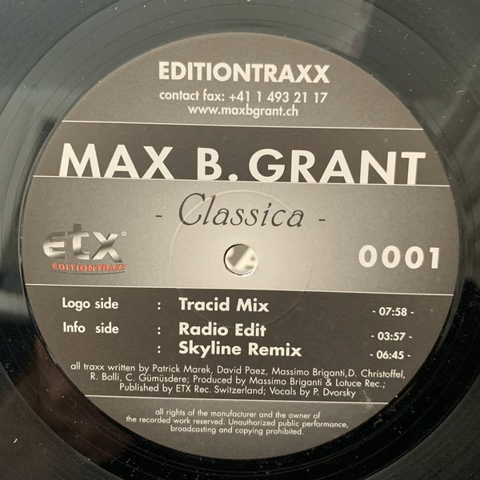 EDITIONTRAXX
contact fax: +41 1 493 21 17
www.maxbgrant.ch
MAX B. GRANT
- Classica -
etx
EDITIONTRAXX
0001
Logo side : Tracid Mix - 07:58 -
Info side : Radio Edit - 03:57 -
: Skyline Remix - 06:45 -
all traxx written by Patrick Marek, David Paez, Massimo Briganti,D. Christoffel,
R. Bolli, C. Gümüsdere; Produced by Massimo Briganti & Lotuce Rec.;
Published by ETX Rec. Switzerland; Vocals by P. Dvorsky
all rights of the manufacturer and the owner of
the recorded work reserved. Unauthorized public performance,
broadcasting and copying prohibited.